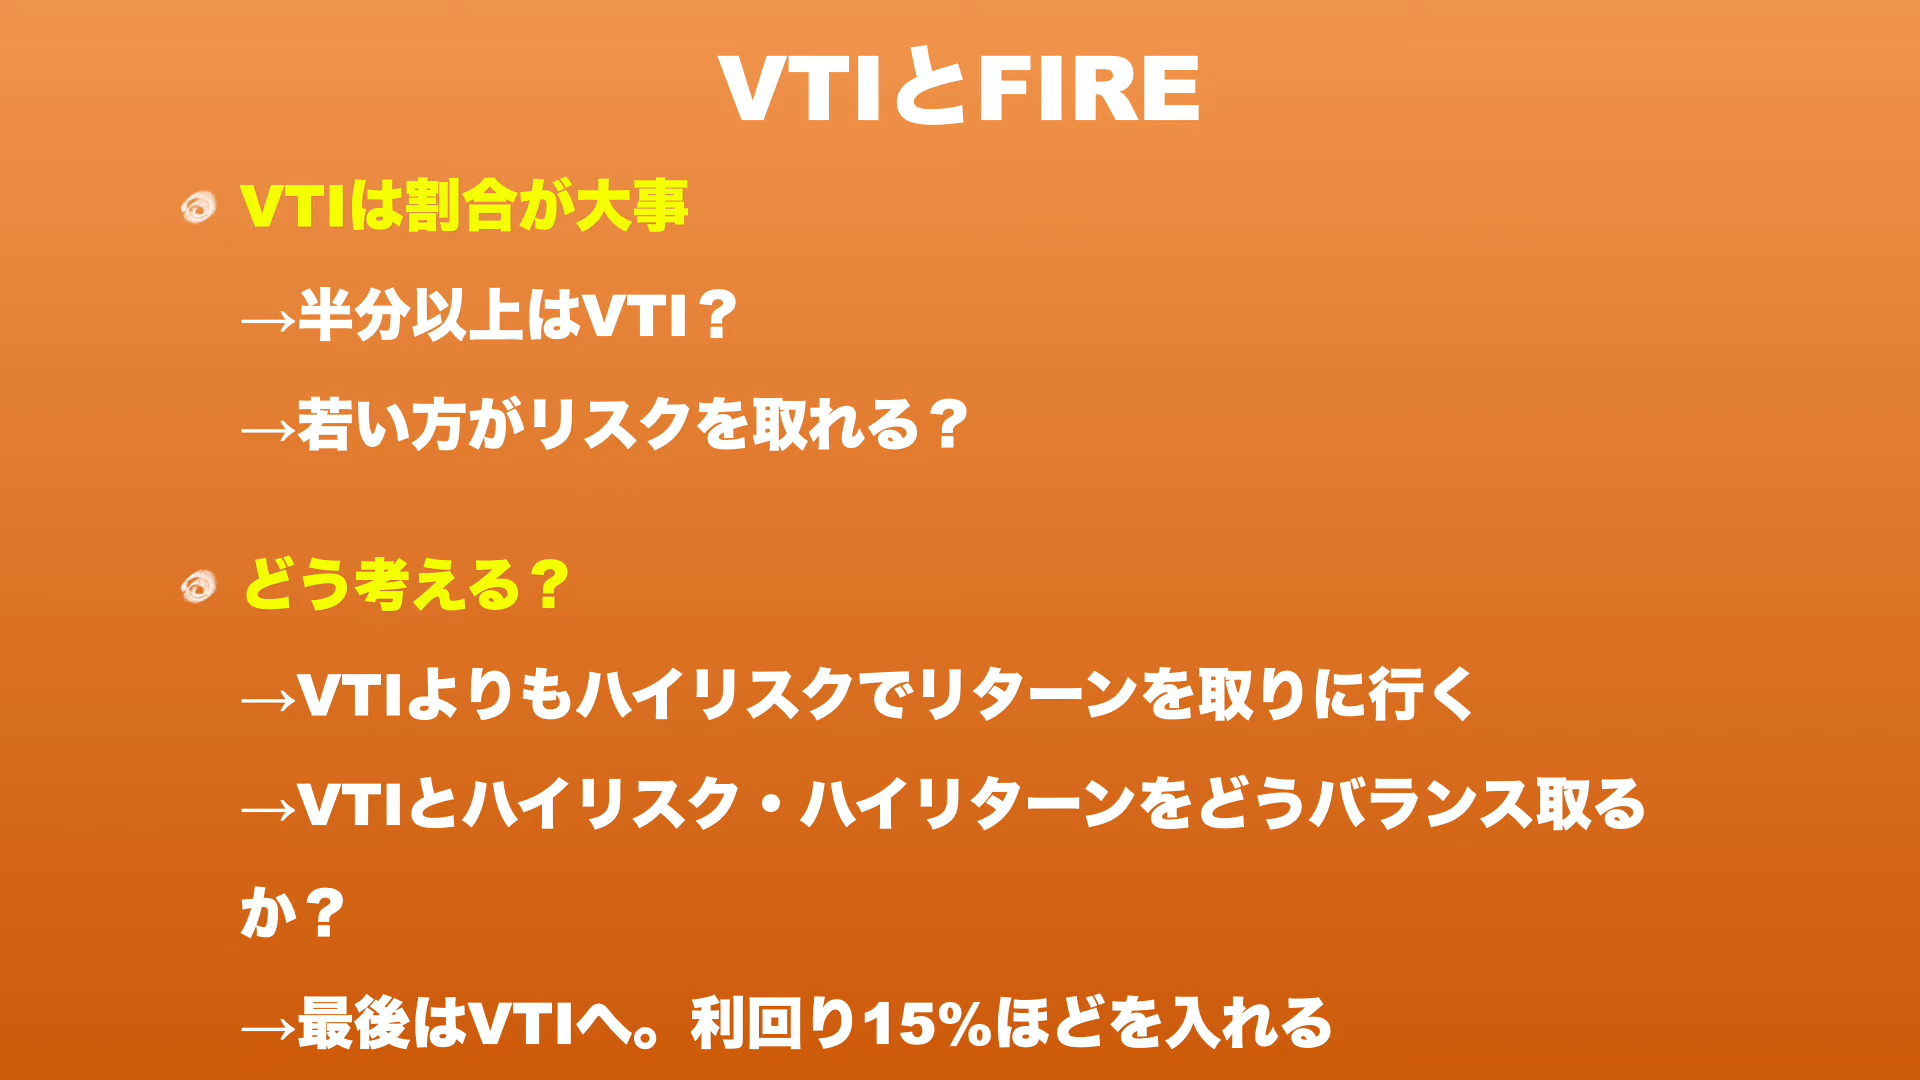 VTIとFIRE
VTIは割合が大事
→半分以上はVTI？
→若い方がリスクを取れる？
どう考える？
→VTIよりもハイリスクでリターンを取りに行く
→VTIとハイリスク・ハイリターンをどうバランス取る
か？
→最後はVTIへ。利回り15%ほどを入れる